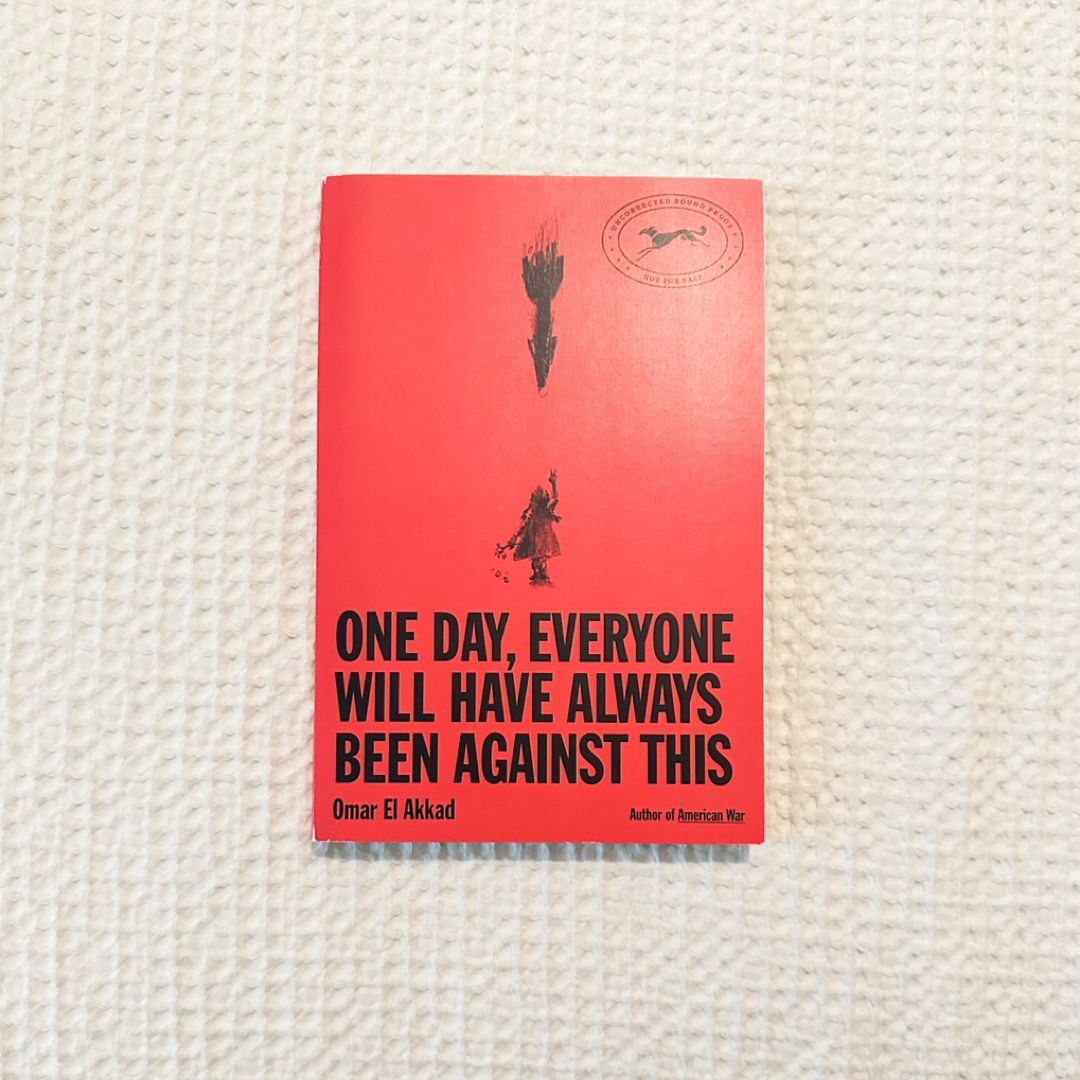 UNCORRECTED BOUND PROOF
NOT FOR SALE
ONE DAY, EVERYONE
WILL HAVE ALWAYS
BEEN AGAINST THIS
Omar El Akkad
Author of American War